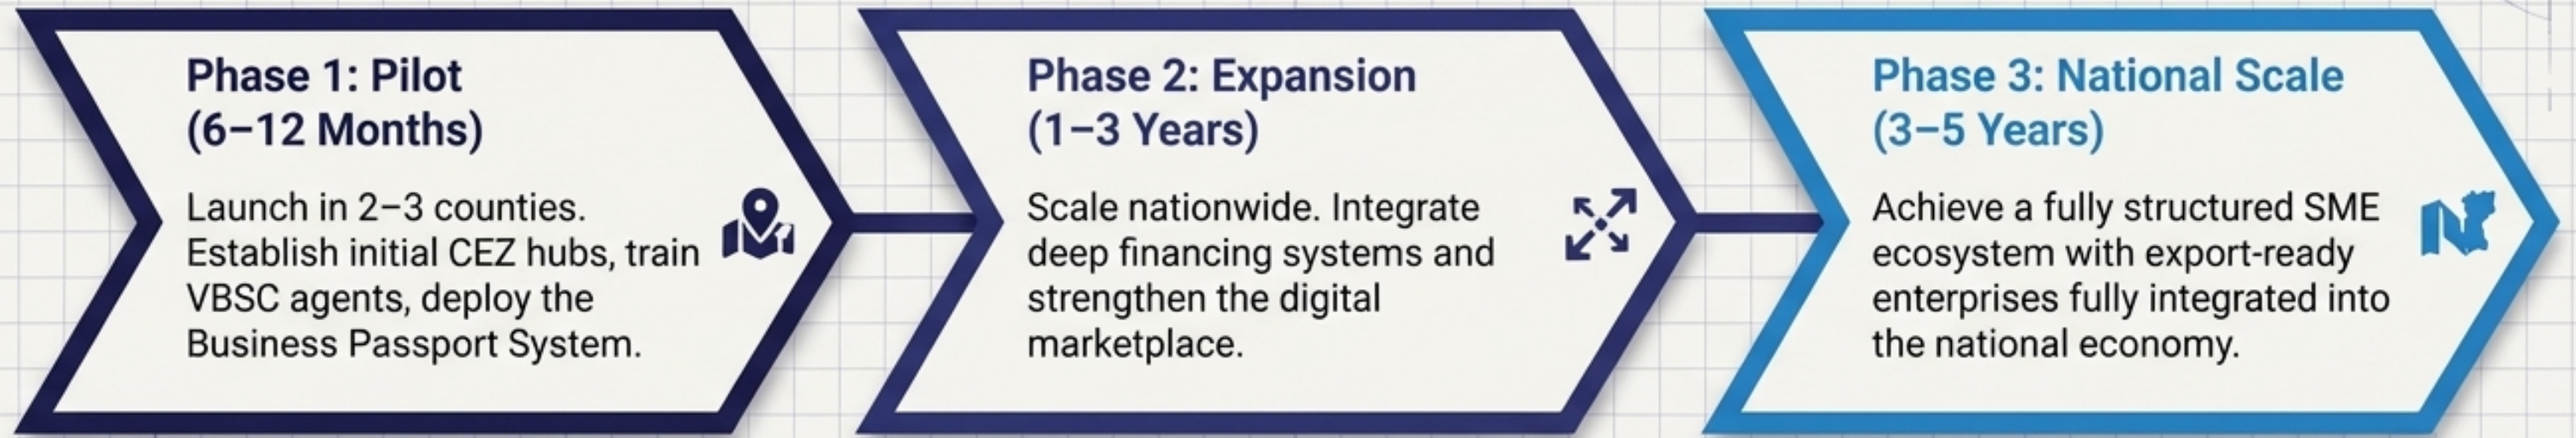 Phase 1: Pilot
(6–12 Months)
Launch in 2–3 counties.
Establish initial CEZ hubs, train
VBSC agents, deploy the
Business Passport System.
Phase 2: Expansion
(1–3 Years)
Scale nationwide. Integrate
deep financing systems and
strengthen the digital
marketplace.
Phase 3: National Scale
(3–5 Years)
Achieve a fully structured SME
ecosystem with export-ready
enterprises fully integrated into
the national economy.